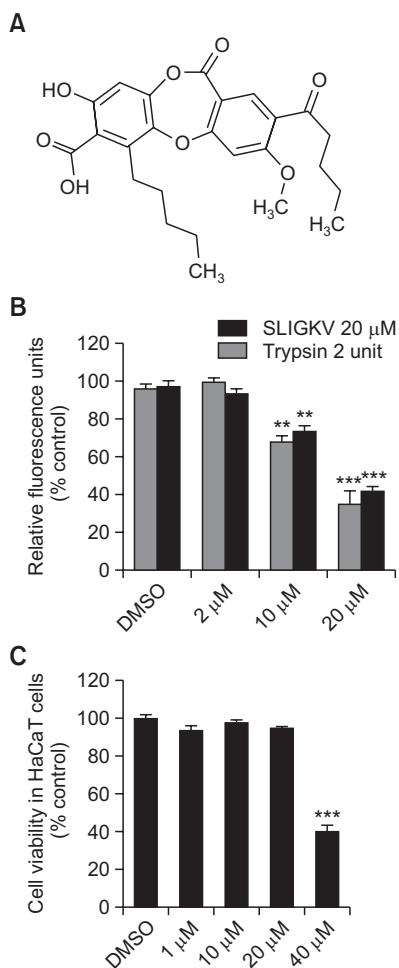 A
O
O
O
HO
O
O
O
OH
H3C
H3C
CH3
B
SLIGKV 20 μM
Trypsin 2 unit
Relative fluorescence units
(% control)
120
100
80
60
40
20
0
** **
*** ***
DMSO
2 μM
10 μM
20 μM
C
Cell viability in HaCaT cells
(% control)
120
100
80
60
40
20
0
***
DMSO
1 μM
10 μM
20 μM
40 μM